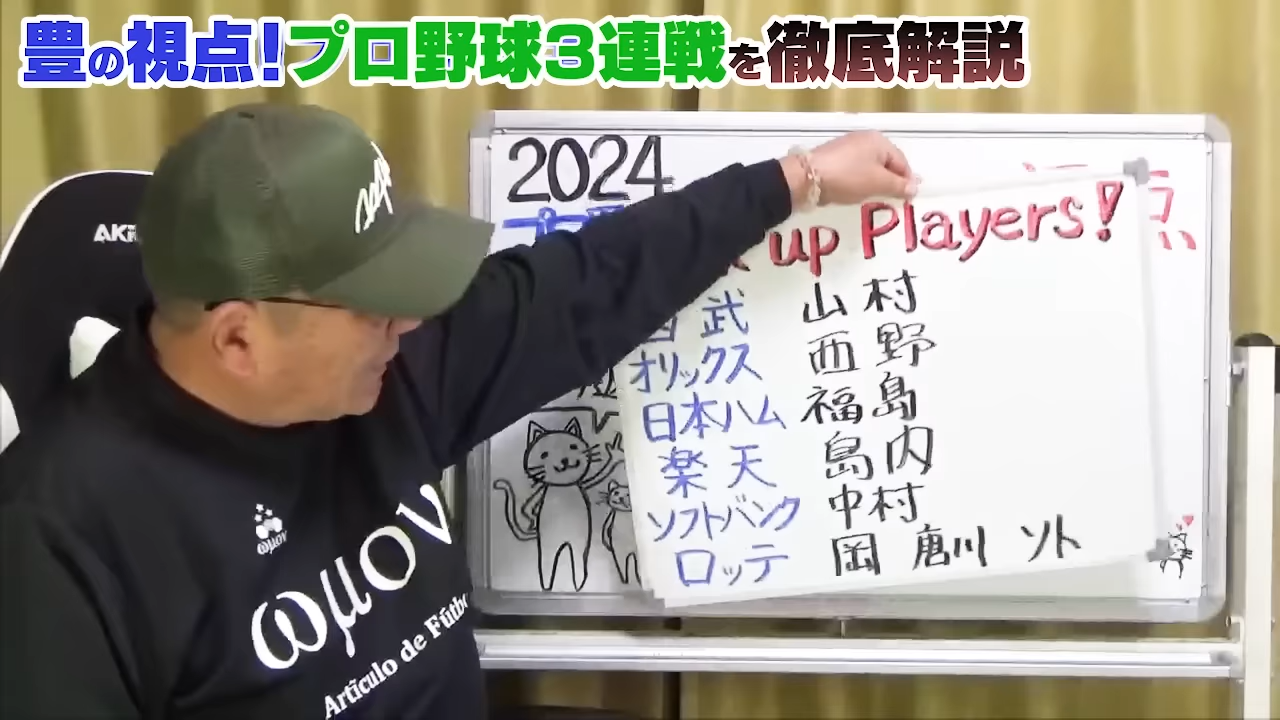 豊の視点!プロ野球3連戦を徹底解説
2024
up Players!
西武 山村
オリックス 西野
日本ハム 福島
楽天 島内
ソフトバンク 中村
ロッテ 岡 唐川 ソト
ωμον
ωμον
Artículo de Fútbo